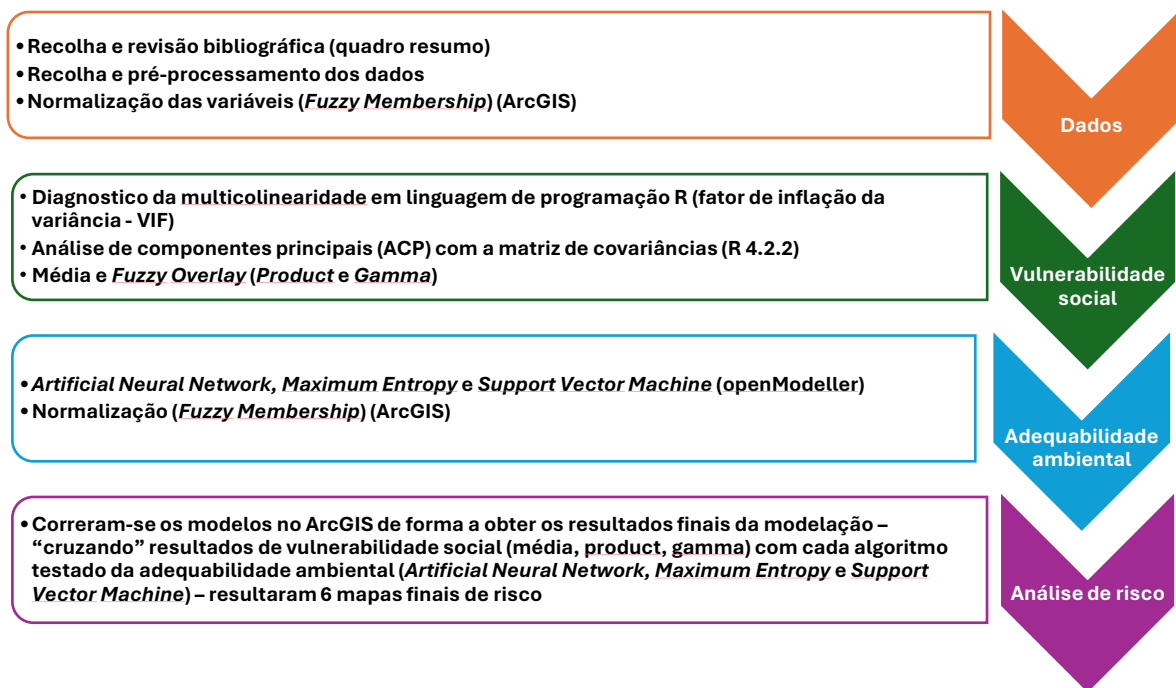 •Recolha e revisão bibliográfica (quadro resumo)
•Recolha e pré-processamento dos dados
•Normalização das variáveis (Fuzzy Membership) (ArcGIS)
Dados
• Diagnostico da multicolinearidade em linguagem de programação R (fator de inflação da
variância - VIF)
• Análise de componentes principais (ACP) com a matriz de covariâncias (R 4.2.2)
• Média e Fuzzy Overlay (Product e Gamma)
Vulnerabilidade
social
•Artificial Neural Network, Maximum Entropy e Support Vector Machine (openModeller)
•Normalização (Fuzzy Membership) (ArcGIS)
Adequabilidade
ambiental
•Correram-se os modelos no ArcGIS de forma a obter os resultados finais da modelação –
“cruzando” resultados de vulnerabilidade social (média, product, gamma) com cada algoritmo
testado da adequabilidade ambiental (Artificial Neural Network, Maximum Entropy e Support
Vector Machine) – resultaram 6 mapas finais de risco
Análise de risco